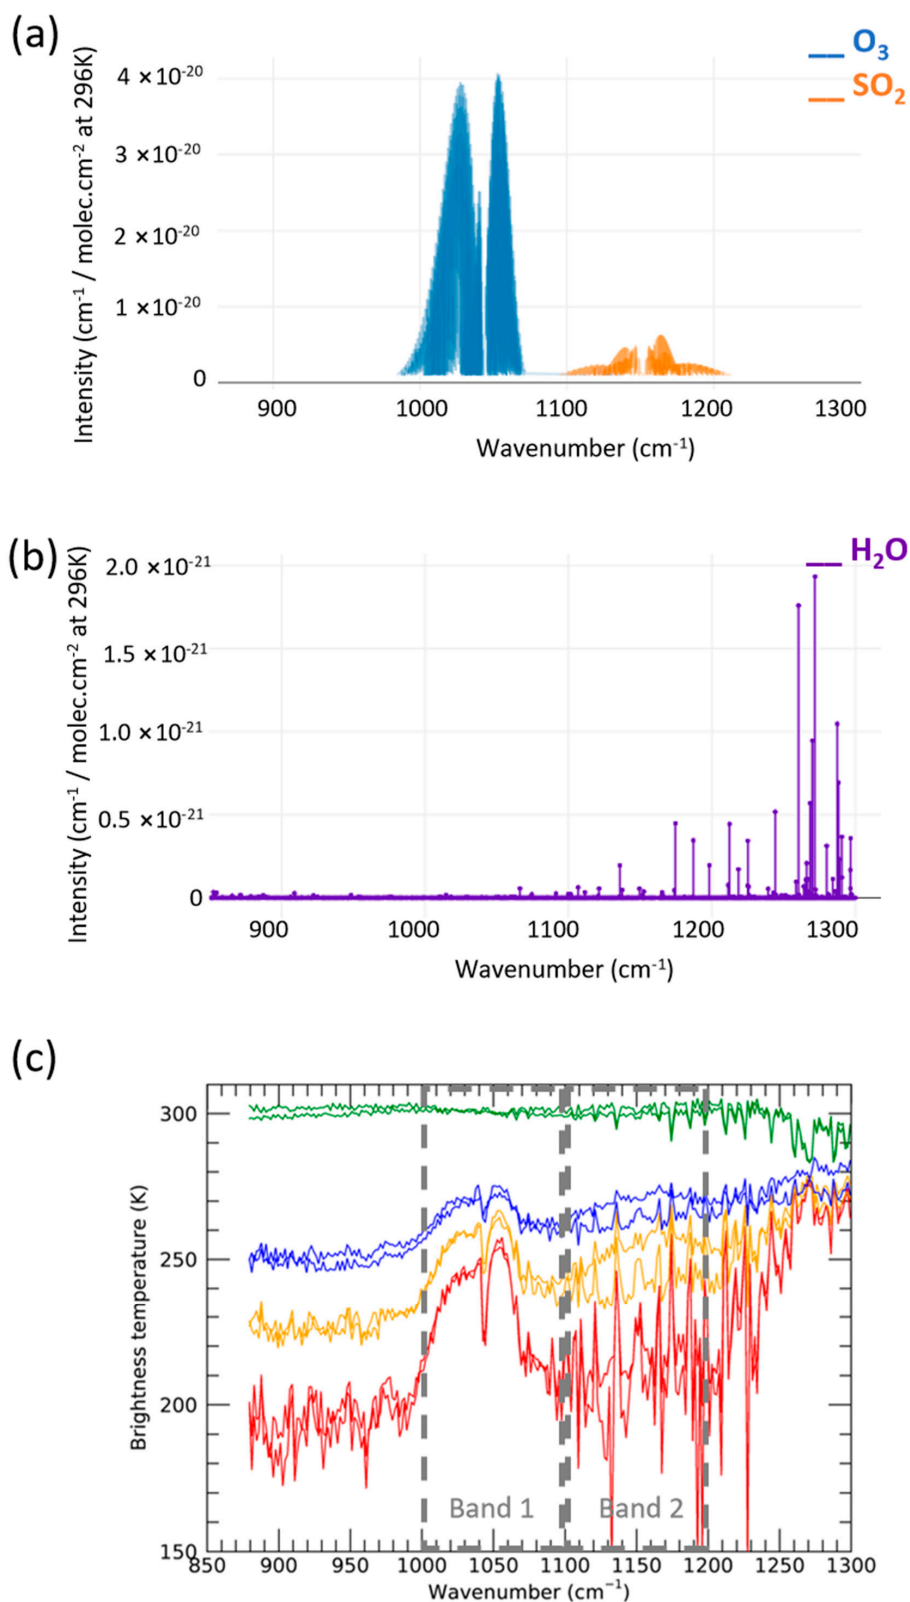 (a)
O₃
SO₂
Intensity (cm⁻¹ / molec.cm⁻² at 296K)
4 ×10⁻²⁰
3 ×10⁻²⁰
2 ×10⁻²⁰
1 ×10⁻²⁰
0
900 1000 1100 1200 1300
Wavenumber (cm⁻¹)
(b)
H₂O
Intensity (cm⁻¹ / molec.cm⁻² at 296K)
2.0 ×10⁻²¹
1.5 ×10⁻²¹
1.0 ×10⁻²¹
0.5 ×10⁻²¹
0
900 1000 1100 1200 1300
Wavenumber (cm⁻¹)
(c)
Brightness temperature (K)
300
250
200
150
Band 1 Band 2
850 900 950 1000 1050 1100 1150 1200 1250 1300
Wavenumber (cm⁻¹)